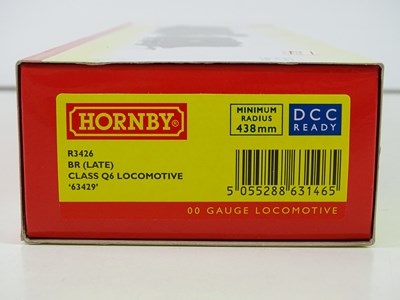 HORNBY
MINIMUM
RADIUS
438mm
DCC
READY
R3426
BR (LATE)
CLASS Q6 LOCOMOTIVE
'63429'
5 055288 631465
00 GAUGE LOCOMOTIVE